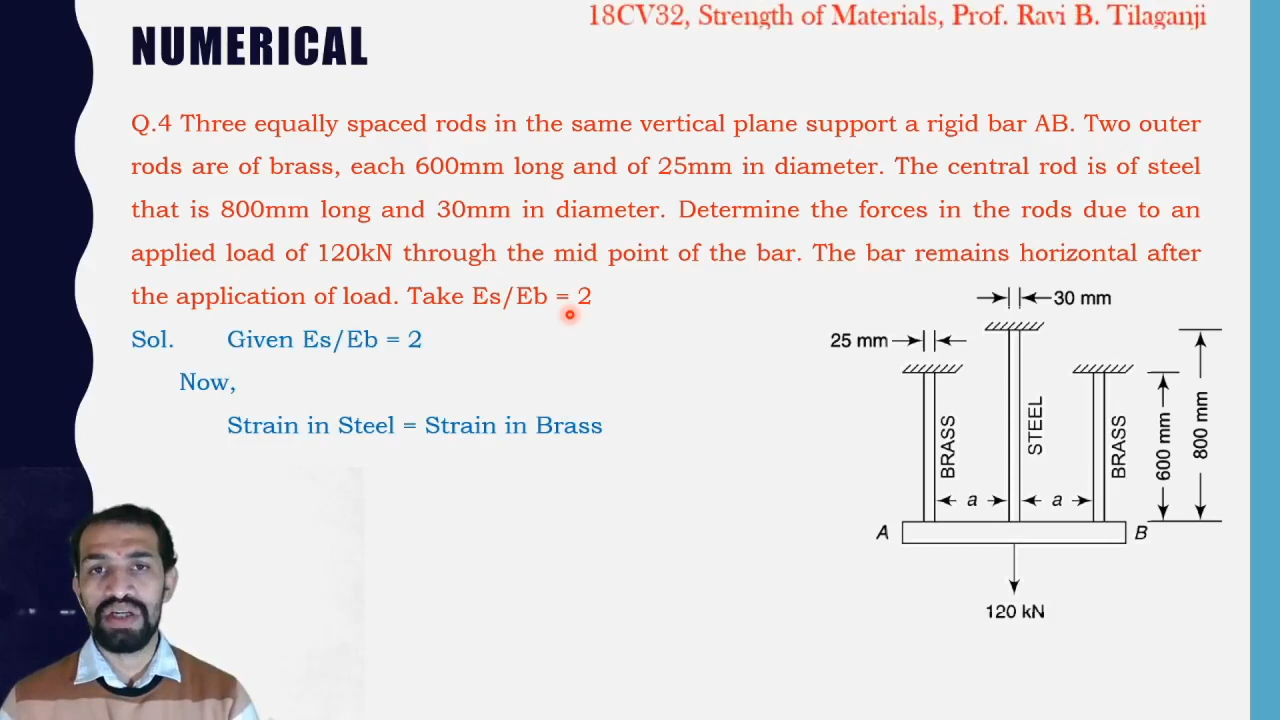 18CV32, Strength of Materials, Prof. Ravi B. Tilaganji
NUMERICAL
Q.4 Three equally spaced rods in the same vertical plane support a rigid bar AB. Two outer
rods are of brass, each 600mm long and of 25mm in diameter. The central rod is of steel
that is 800mm long and 30mm in diameter. Determine the forces in the rods due to an
applied load of 120kN through the mid point of the bar. The bar remains horizontal after
the application of load. Take Es/Eb = 2
Sol. Given Es/Eb = 2
Now,
Strain in Steel = Strain in Brass
30 mm
25 mm
BRASS
STEEL
BRASS
600 mm
800 mm
a
a
A
B
120 kN